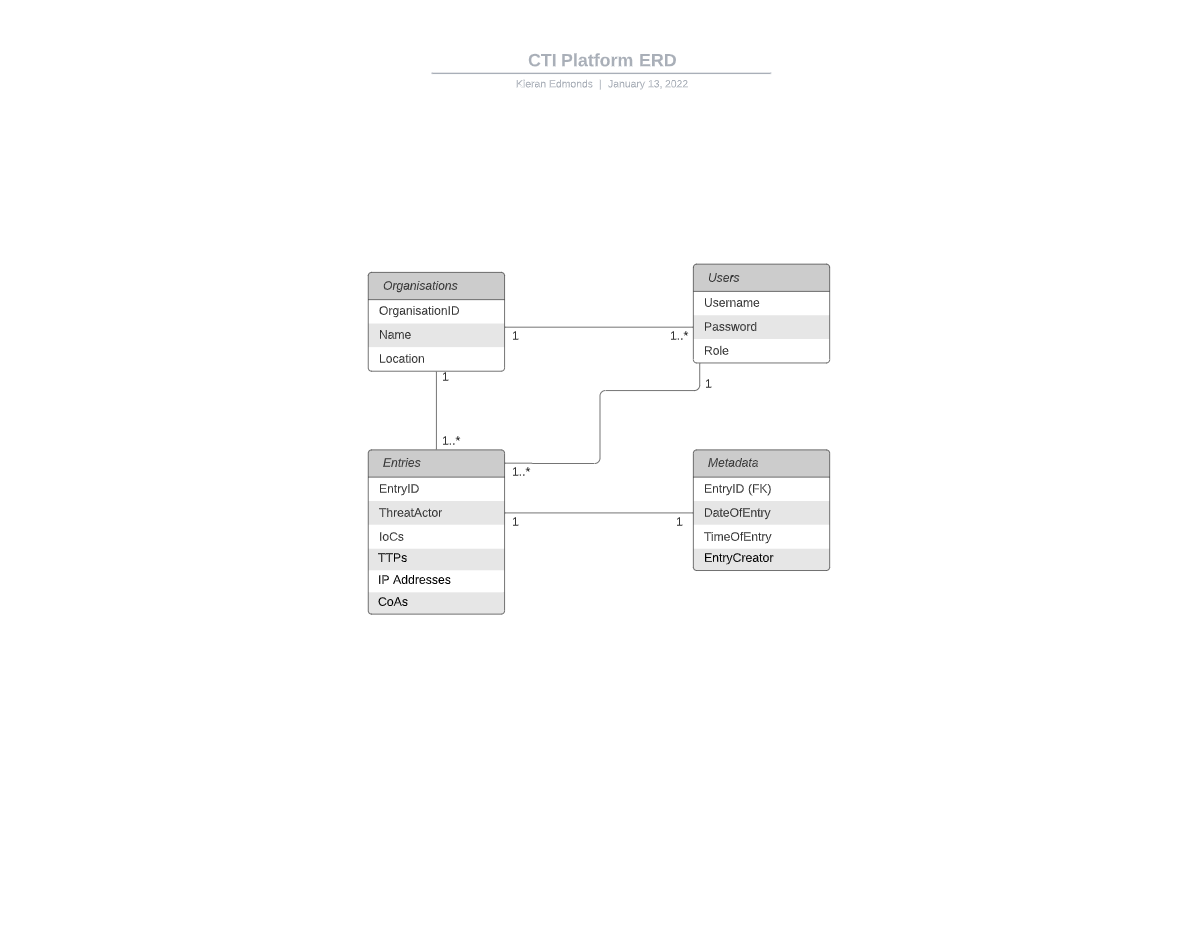 CTI Platform ERD
Kieran Edmonds | January 13, 2022
Organisations
OrganisationID
Name
Location
1
1..*
Users
Username
Password
Role
1
1..*
1
1..*
Entries
EntryID
ThreatActor
IoCs
TTPs
IP Addresses
CoAs
1
1
Metadata
EntryID (FK)
DateOfEntry
TimeOfEntry
EntryCreator